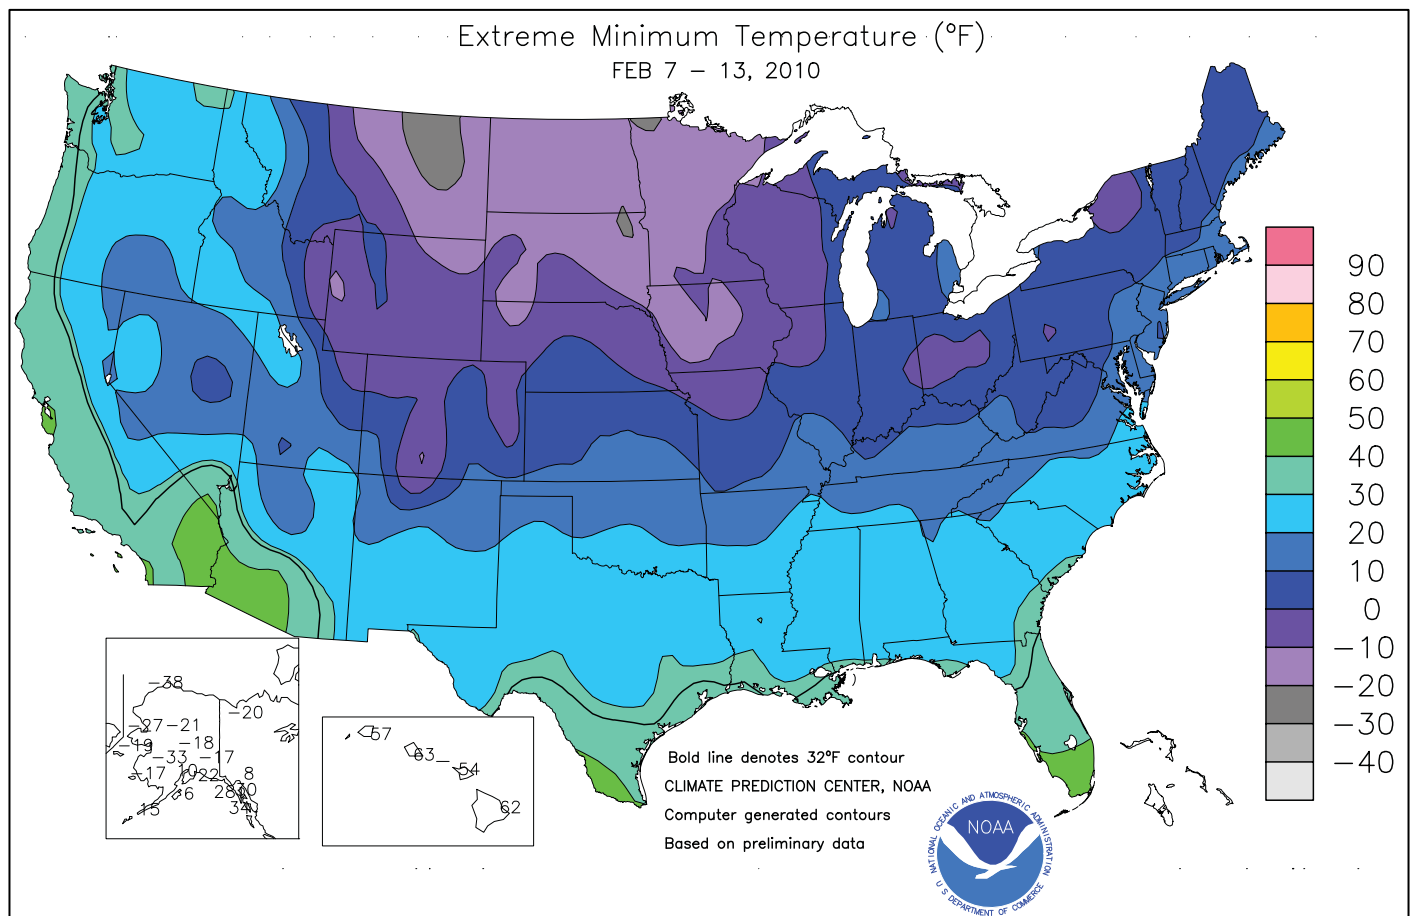 Extreme Minimum Temperature (°F)
FEB 7 – 13, 2010
90
80
70
60
50
40
30
20
10
0
−10
−20
−30
−40
−38
−20
−27 −21
−19 −18
−33 −17
−17 10 −22 8
−6
15 34
57
63
54
62
Bold line denotes 32°F contour
CLIMATE PREDICTION CENTER, NOAA
Computer generated contours
Based on preliminary data
NATIONAL OCEANIC AND ATMOSPHERIC ADMINISTRATION
NOAA
U S DEPARTMENT OF COMMERCE